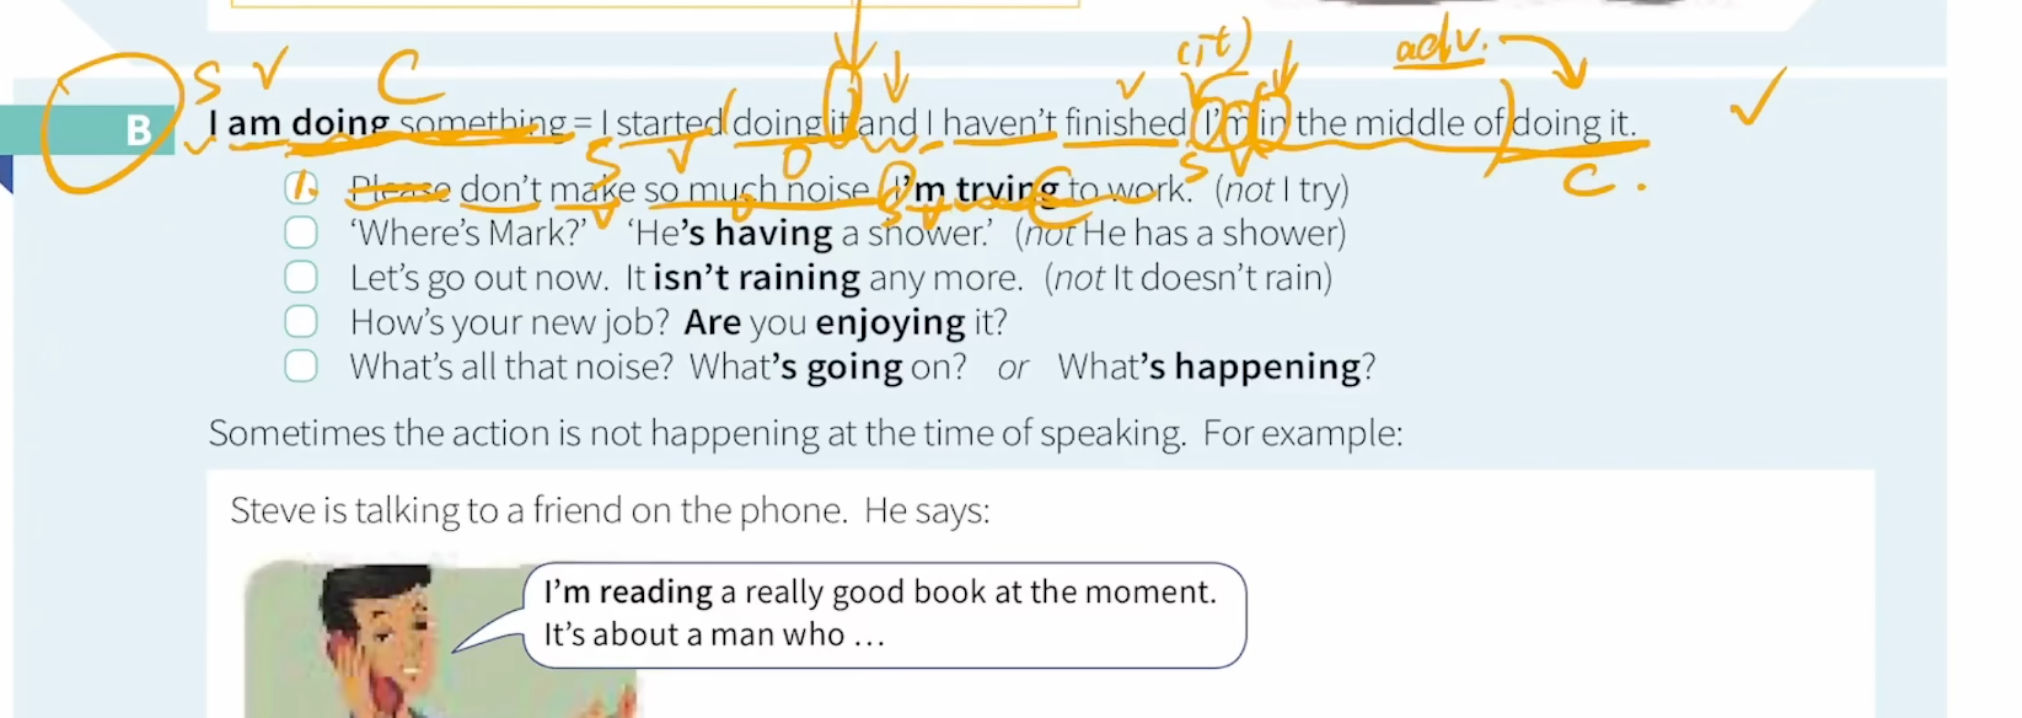 (it) adv.
S V C
B I am doing something = I started doing it and I haven't finished. I'm in the middle of doing it.
S V O S V C.
1. Please don't make so much noise. I'm trying to work.' (not I try)
V O S V C
'Where's Mark?' 'He's having a shower.' (not He has a shower)
Let's go out now. It isn't raining any more. (not It doesn't rain)
How's your new job? Are you enjoying it?
What's all that noise? What's going on? or What's happening?
Sometimes the action is not happening at the time of speaking. For example:
Steve is talking to a friend on the phone. He says:
I'm reading a really good book at the moment.
It's about a man who ...